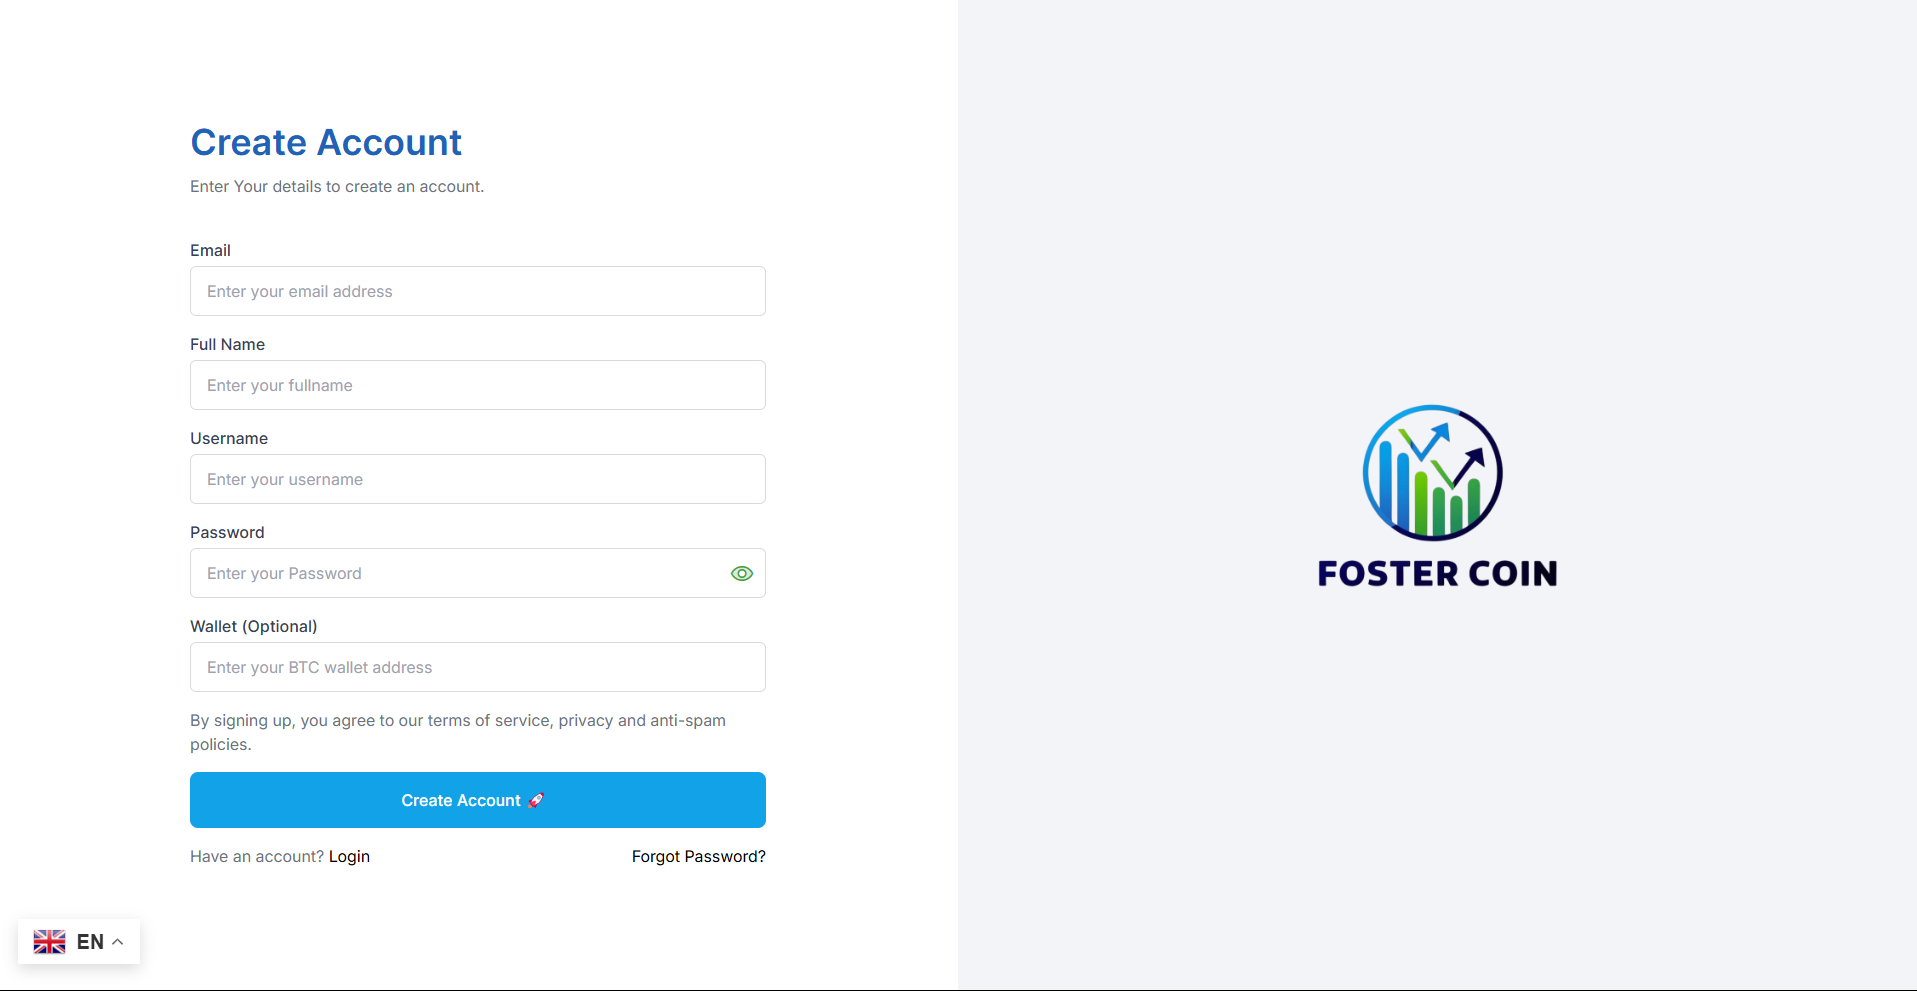 Create Account
Enter Your details to create an account.
Email
Enter your email address
Full Name
Enter your fullname
Username
Enter your username
Password
Enter your Password
Wallet (Optional)
Enter your BTC wallet address
By signing up, you agree to our terms of service, privacy and anti-spam
policies.
Create Account 🚀
Have an account? Login
Forgot Password?
EN
FOSTER COIN